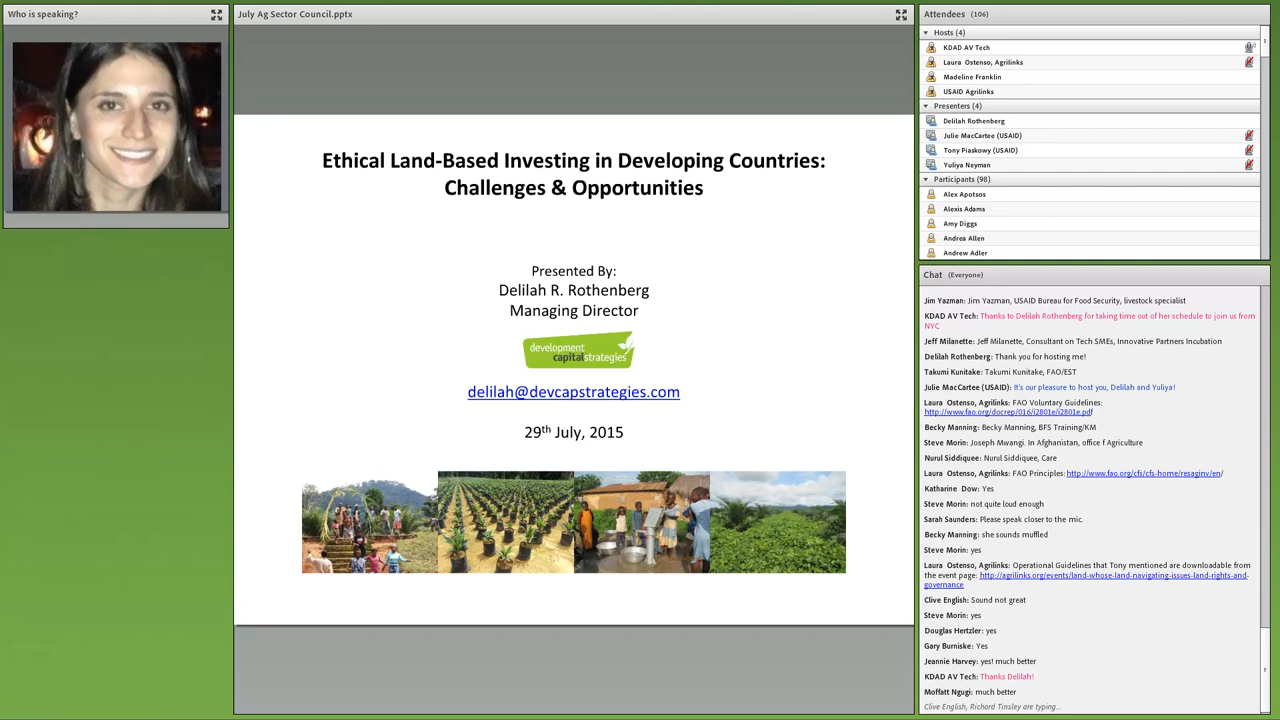 Who is speaking?
July Ag Sector Council.pptx
Ethical Land-Based Investing in Developing Countries:
Challenges & Opportunities
Presented By:
Delilah R. Rothenberg
Managing Director
development
capitalstrategies
delilah@devcapstrategies.com
29th July, 2015
Attendees (106)
Hosts (4)
KDAD AV Tech
Laura Ostenso, Agrilinks
Madeline Franklin
USAID Agrilinks
Presenters (4)
Delilah Rothenberg
Julie MacCartee (USAID)
Tony Piaskowy (USAID)
Yuliya Neyman
Participants (98)
Alex Apotsos
Alexis Adams
Amy Diggs
Andrea Allen
Andrew Adler
Chat (Everyone)
Jim Yazman: Jim Yazman, USAID Bureau for Food Security, livestock specialist
KDAD AV Tech: Thanks to Delilah Rothenberg for taking time out of her schedule to join us from
NYC
Jeff Milanette: Jeff Milanette, Consultant on Tech SMEs, Innovative Partners Incubation
Delilah Rothenberg: Thank you for hosting me!
Takumi Kunitake: Takumi Kunitake, FAO/EST
Julie MacCartee (USAID): It's our pleasure to host you, Delilah and Yuliya!
Laura Ostenso, Agrilinks: FAO Voluntary Guidelines:
http://www.fao.org/docrep/016/i2801e/i2801e.pdf
Becky Manning: Becky Manning, BFS Training/KM
Steve Morin: Joseph Mwangi. In Afghanistan, office f Agriculture
Nurul Siddiquee: Nurul Siddiquee, Care
Laura Ostenso, Agrilinks: FAO Principles: http://www.fao.org/cfs/cfs-home/resaginv/en/
Katharine Dow: Yes
Steve Morin: not quite loud enough
Sarah Saunders: Please speak closer to the mic.
Becky Manning: she sounds muffled
Steve Morin: yes
Laura Ostenso, Agrilinks: Operational Guidelines that Tony mentioned are downloadable from
the event page: http://agrilinks.org/events/land-whose-land-navigating-issues-land-rights-and-
governance
Clive English: Sound not great
Steve Morin: yes
Douglas Hertzler: yes
Gary Burniske: Yes
Jeannie Harvey: yes! much better
KDAD AV Tech: Thanks Delilah!
Moffatt Ngugi: much better
Clive English, Richard Tinsley are typing...